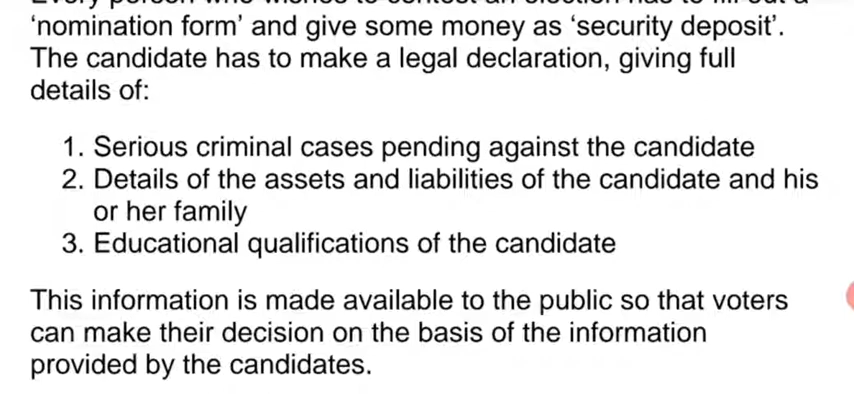 'nomination form' and give some money as 'security deposit'.
The candidate has to make a legal declaration, giving full
details of:
1. Serious criminal cases pending against the candidate
2. Details of the assets and liabilities of the candidate and his
or her family
3. Educational qualifications of the candidate
This information is made available to the public so that voters
can make their decision on the basis of the information
provided by the candidates.